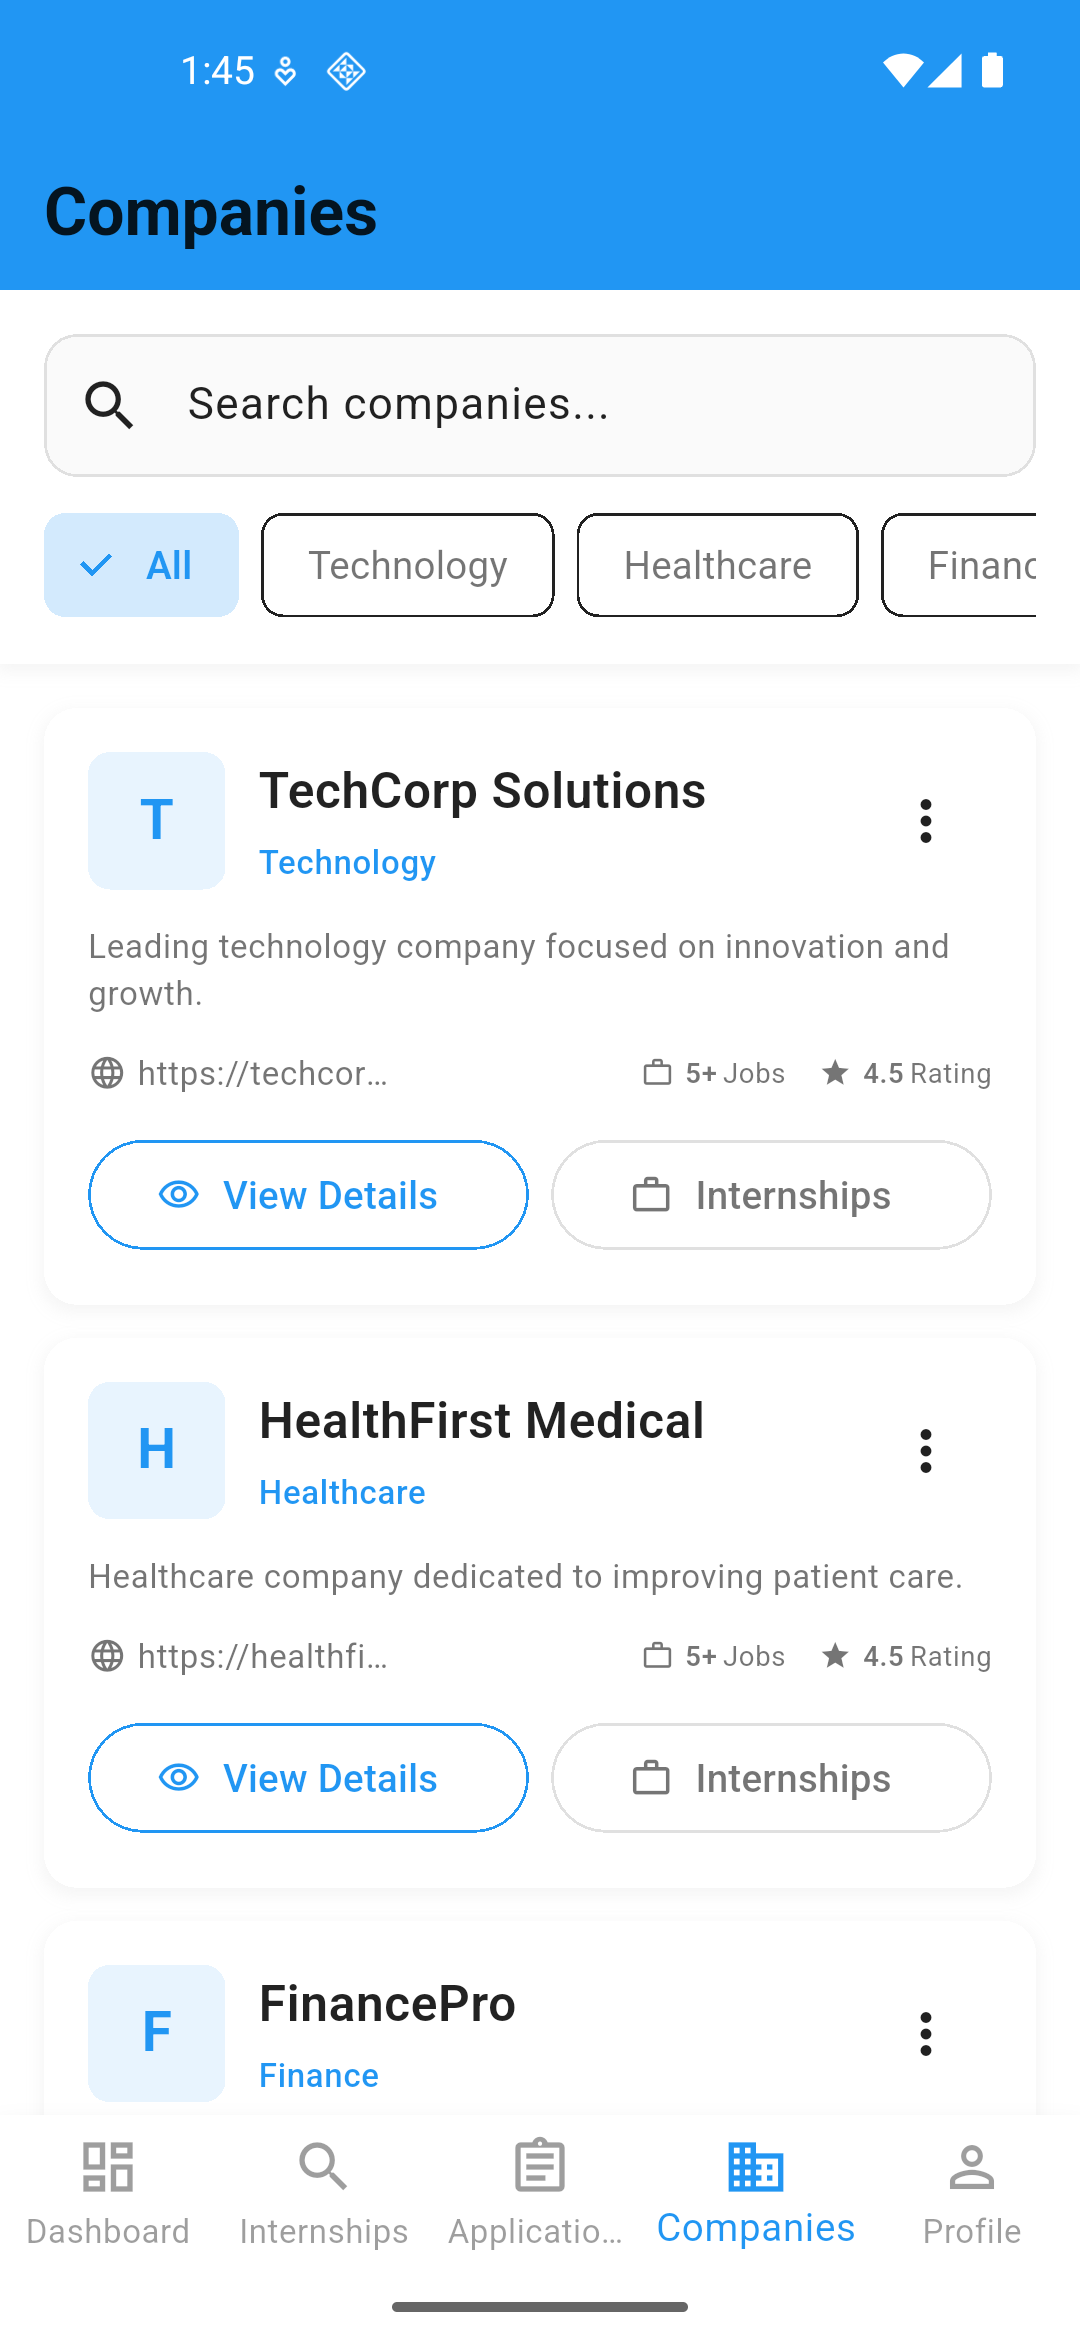 1:45
Companies
Search companies...
All
Technology
Healthcare
Financ
T
TechCorp Solutions
Technology
Leading technology company focused on innovation and
growth.
https://techcor...
5+ Jobs
4.5 Rating
View Details
Internships
H
HealthFirst Medical
Healthcare
Healthcare company dedicated to improving patient care.
https://healthfi...
5+ Jobs
4.5 Rating
View Details
Internships
F
FinancePro
Finance
Dashboard
Internships
Applicatio...
Companies
Profile